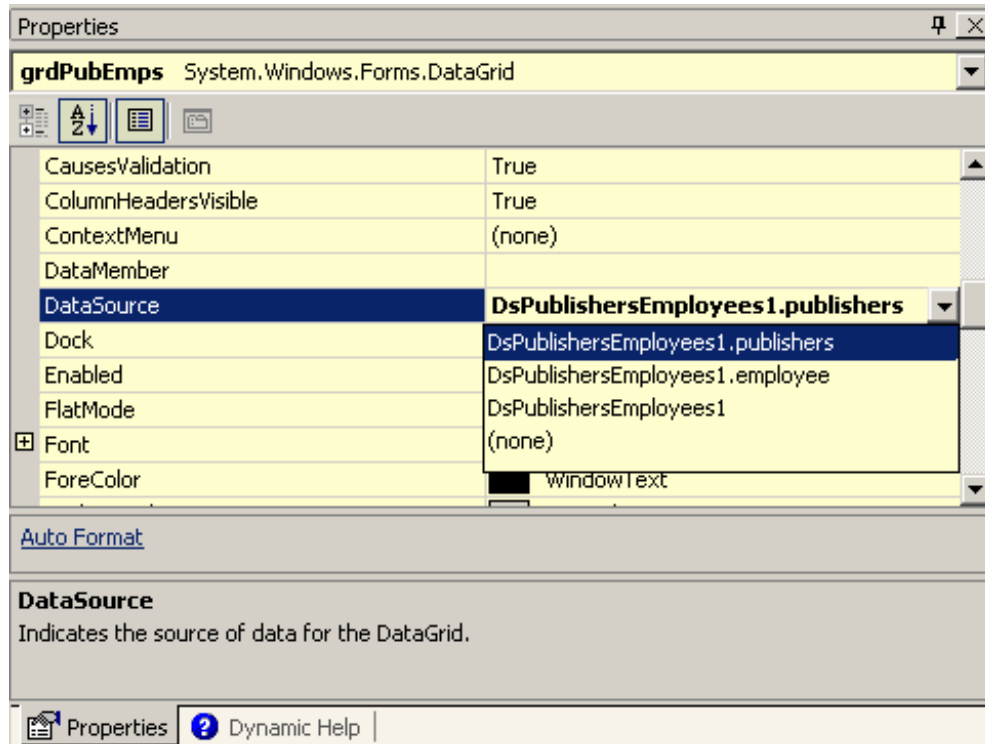 Properties
grdPubEmps System.Windows.Forms.DataGrid
CausesValidation True
ColumnHeadersVisible True
ContextMenu (none)
DataMember
DataSource DsPublishersEmployees1.publishers
Dock DsPublishersEmployees1.publishers
Enabled DsPublishersEmployees1.employee
FlatMode DsPublishersEmployees1
Font (none)
ForeColor WindowText
Auto Format
DataSource
Indicates the source of data for the DataGrid.
Properties Dynamic Help